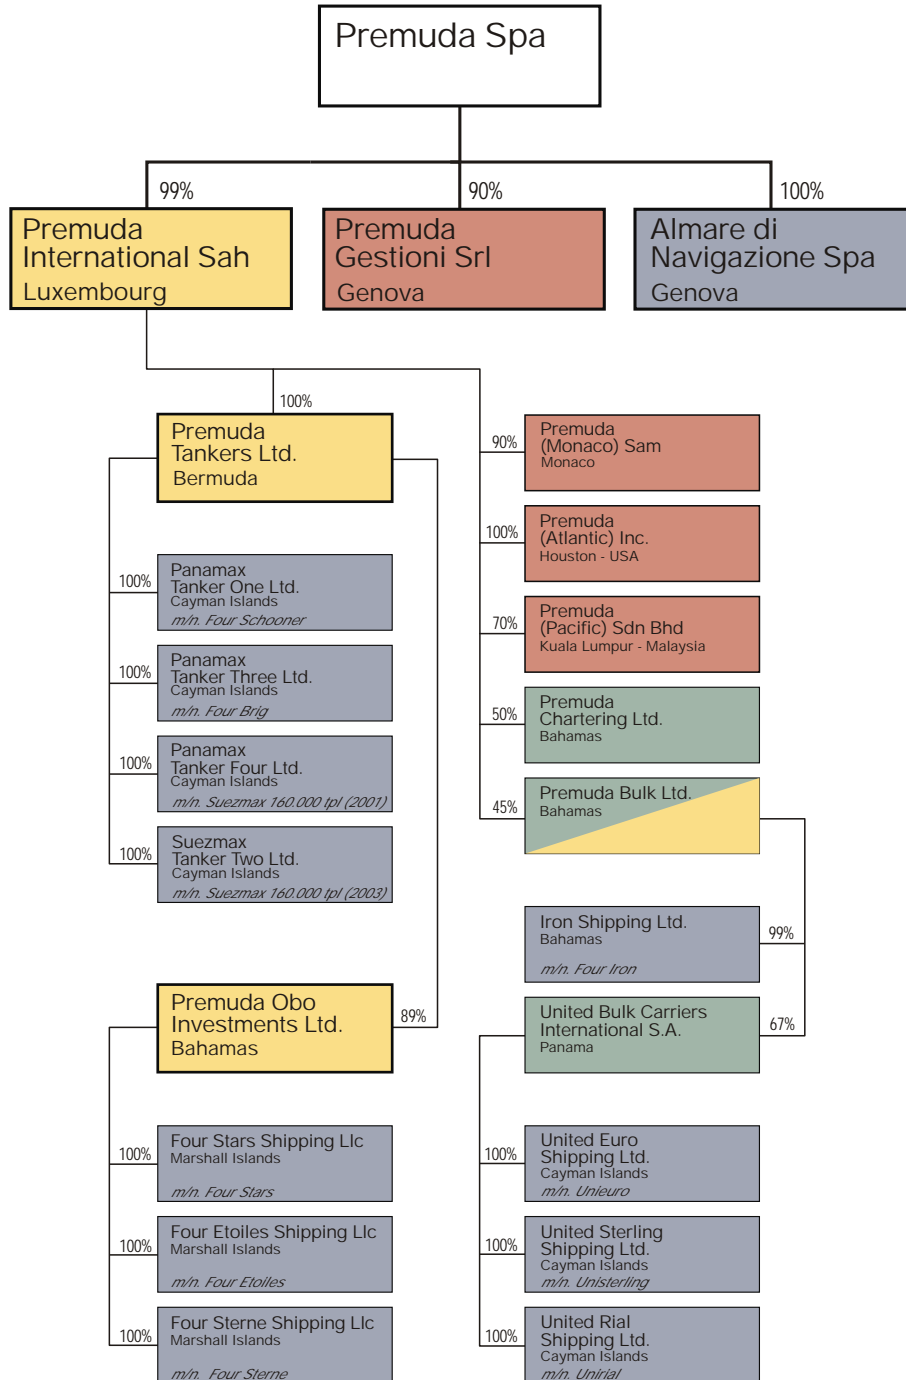 Premuda Spa
99%
90%
100%
Premuda
International Sah
Luxembourg
Premuda
Gestioni Srl
Genova
Almare di
Navigazione Spa
Genova
100%
Premuda
Tankers Ltd.
Bermuda
100%
Panamax
Tanker One Ltd.
Cayman Islands
m/n. Four Schooner
100%
Panamax
Tanker Three Ltd.
Cayman Islands
m/n. Four Brig
100%
Panamax
Tanker Four Ltd.
Cayman Islands
m/n. Suezmax 160.000 tpl (2001)
100%
Suezmax
Tanker Two Ltd.
Cayman Islands
m/n. Suezmax 160.000 tpl (2003)
Premuda Obo
Investments Ltd.
Bahamas
89%
100%
Four Stars Shipping Llc
Marshall Islands
m/n. Four Stars
100%
Four Etoiles Shipping Llc
Marshall Islands
m/n. Four Etoiles
100%
Four Sterne Shipping Llc
Marshall Islands
m/n. Four Sterne
90%
Premuda
(Monaco) Sam
Monaco
100%
Premuda
(Atlantic) Inc.
Houston - USA
70%
Premuda
(Pacific) Sdn Bhd
Kuala Lumpur - Malaysia
50%
Premuda
Chartering Ltd.
Bahamas
45%
Premuda Bulk Ltd.
Bahamas
Iron Shipping Ltd.
Bahamas
m/n. Four Iron
99%
United Bulk Carriers
International S.A.
Panama
67%
100%
United Euro
Shipping Ltd.
Cayman Islands
m/n. Unieuro
100%
United Sterling
Shipping Ltd.
Cayman Islands
m/n. Unisterling
100%
United Rial
Shipping Ltd.
Cayman Islands
m/n. Unirial